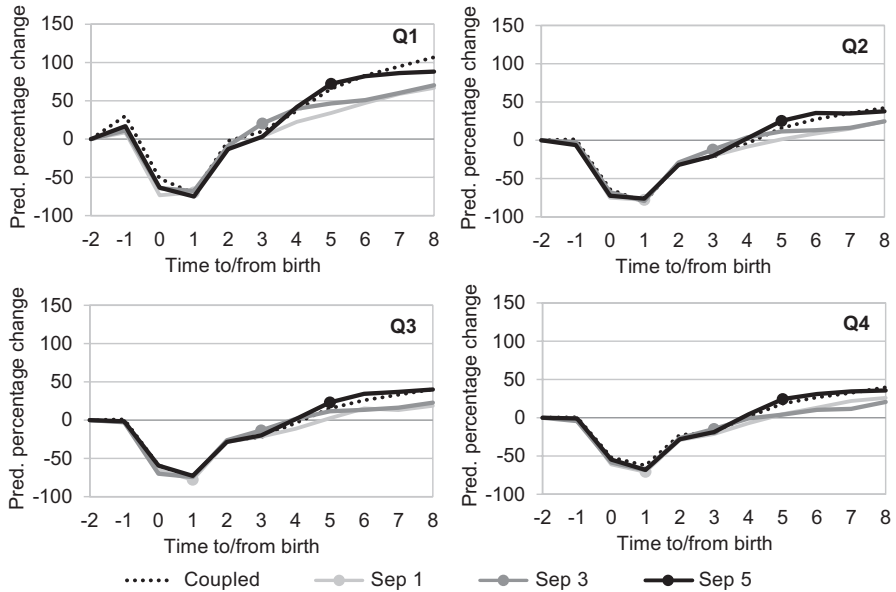 Q1
Pred. percentage change
150
100
50
0
-50
-100
-2 -1 0 1 2 3 4 5 6 7 8
Time to/from birth
Q2
Pred. percentage change
150
100
50
0
-50
-100
-2 -1 0 1 2 3 4 5 6 7 8
Time to/from birth
Q3
Pred. percentage change
150
100
50
0
-50
-100
-2 -1 0 1 2 3 4 5 6 7 8
Time to/from birth
Q4
Pred. percentage change
150
100
50
0
-50
-100
-2 -1 0 1 2 3 4 5 6 7 8
Time to/from birth
Coupled Sep 1 Sep 3 Sep 5